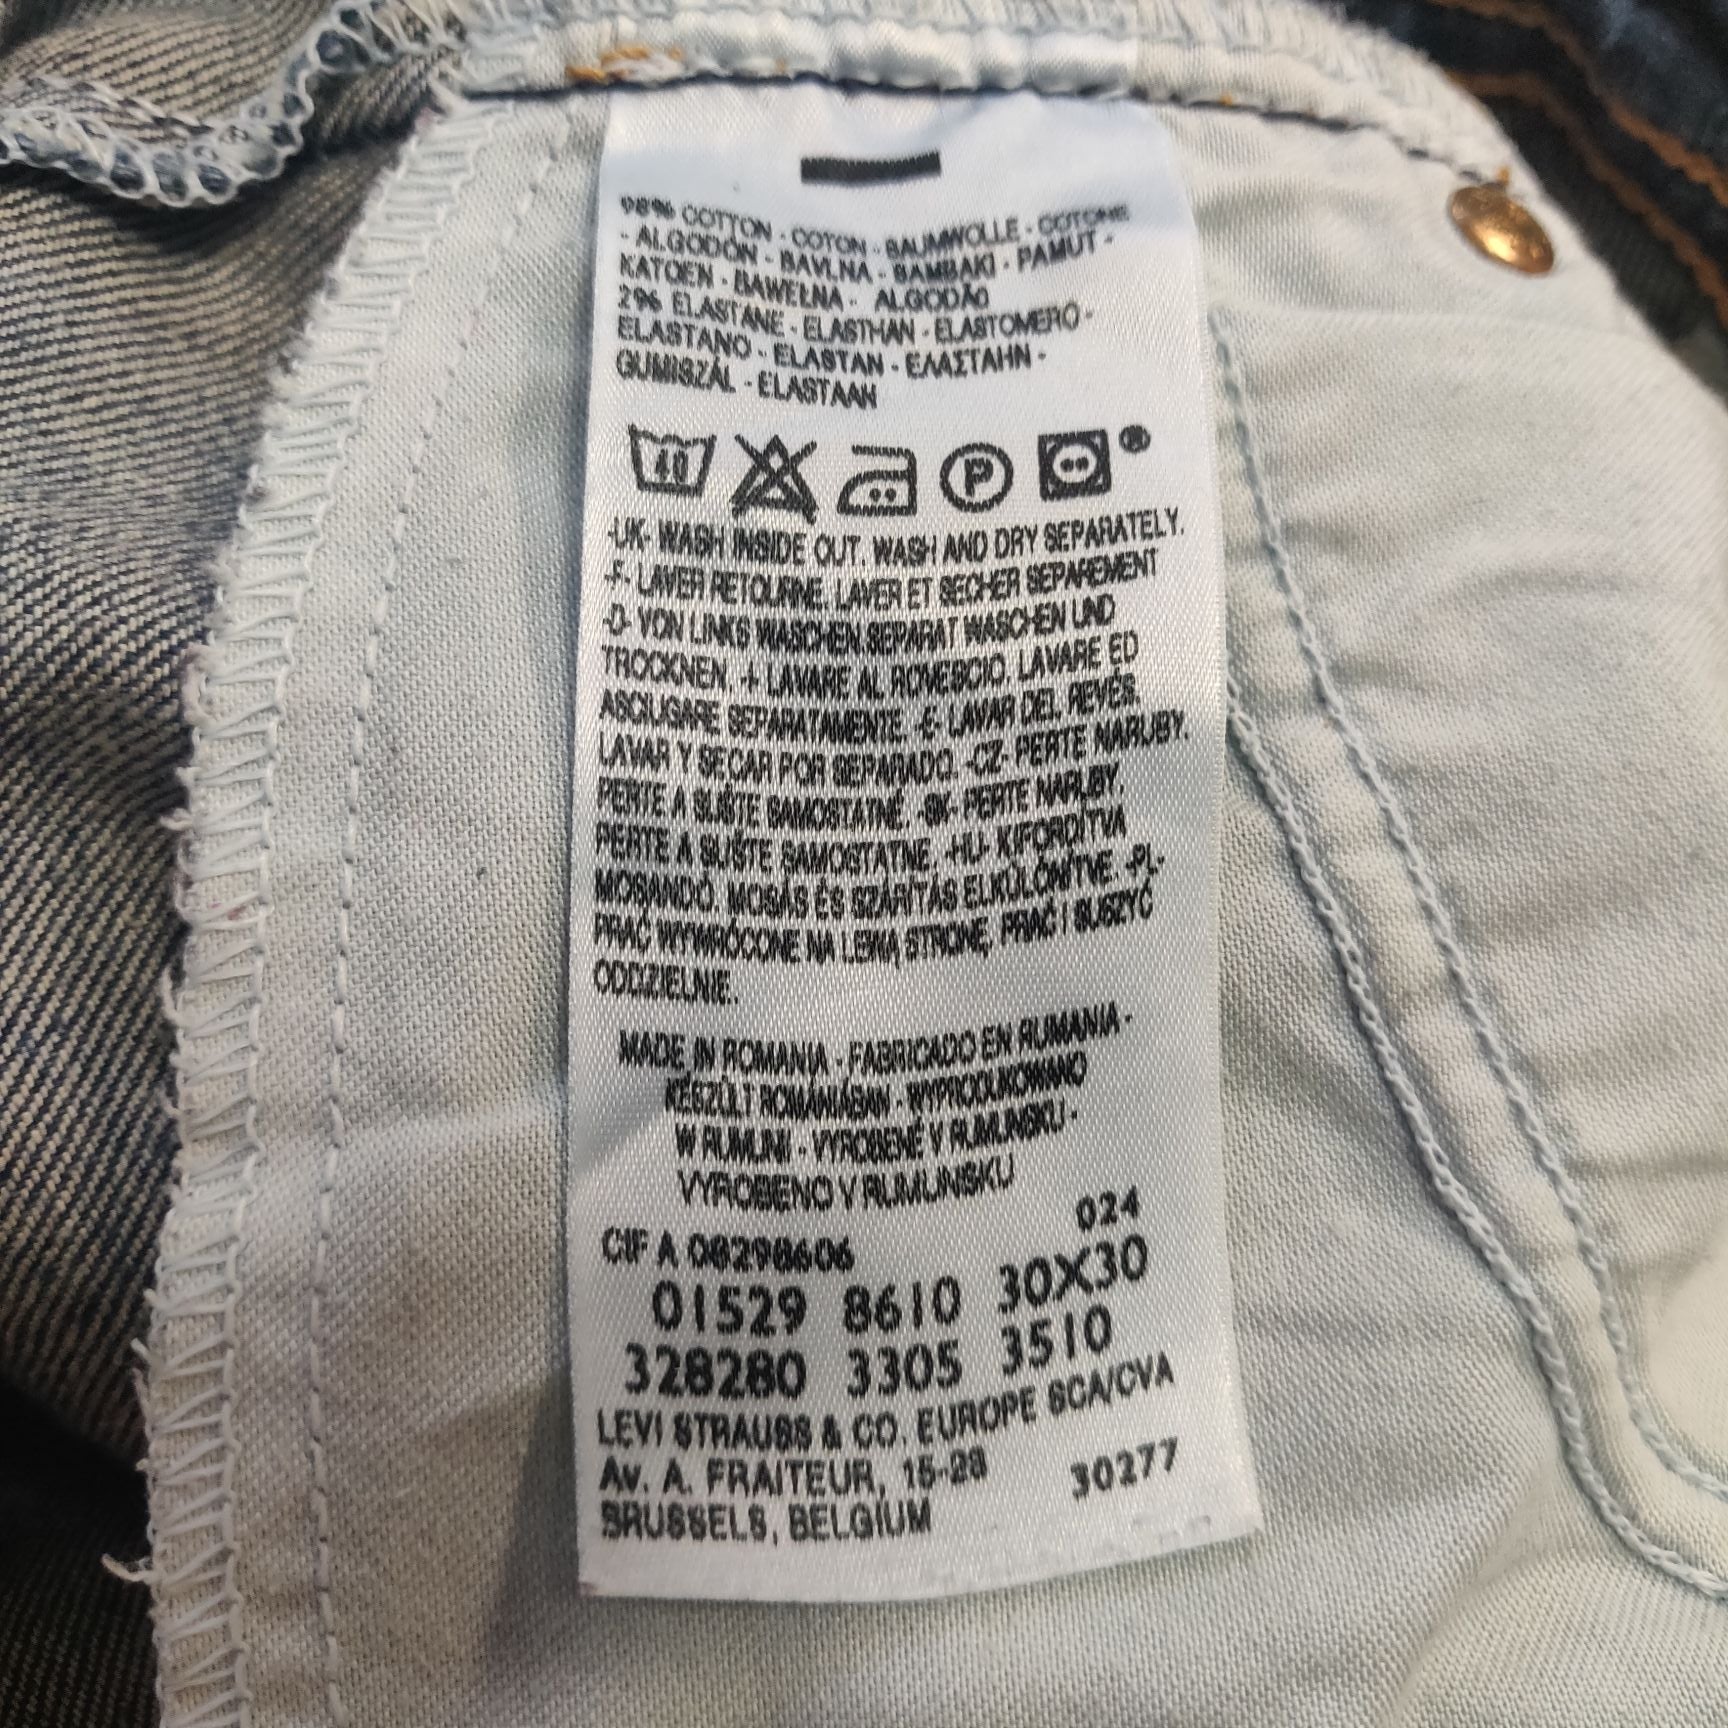 98% COTTON - COTON - BAUMWOLLE - COTONE
- ALGODÓN - BAVLNA - BAMBAKI - PAMUT -
KATOEN - BAWEŁNA - ALGODÃO
2% ELASTANE - ELASTHAN - ELASTOMERO -
ELASTANO - ELASTAN - ΕΛΑΣΤΑΗΝ -
GUMISZÁL - ELASTAAN
40 P ®
-UK- WASH INSIDE OUT. WASH AND DRY SEPARATELY.
-F- LAVER RETOURNE. LAVER ET SECHER SEPAREMENT
-D- VON LINKS WASCHEN.SEPARAT WASCHEN UND
TROCKNEN. -I- LAVARE AL ROVESCIO. LAVARE ED
ASCIUGARE SEPARATAMENTE. -E- LAVAR DEL REVÉS.
LAVAR Y SECAR POR SEPARADO. -CZ- PERTE NARUBY.
PERTE A SUŠTE SAMOSTATNĚ. -SK- PERTE NARUBY.
PERTE A SUŠTE SAMOSTATNE. -HU- KIFORDÍTVA
MOSANDÓ. MOSÁS ÉS SZÁRÍTÁS ELKÜLÖNÍTVE. -PL-
PRAĆ WYWRÓCONE NA LEWĄ STRONĘ. PRAĆ I SUSZYĆ
ODDZIELNIE.
MADE IN ROMANIA - FABRICADO EN RUMANIA -
KÉSZÜLT ROMÁNIÁBAN - WYPRODUKOWANO
W RUMUNII - VYROBENÉ V RUMUNSKU -
VYROBENO V RUMUNSKU
024
CIF A 08298606
01529 8610 30X30
328280 3305 3510
LEVI STRAUSS & CO. EUROPE SCA/CVA
Av. A. FRAITEUR, 15-23 30277
BRUSSELS, BELGIUM